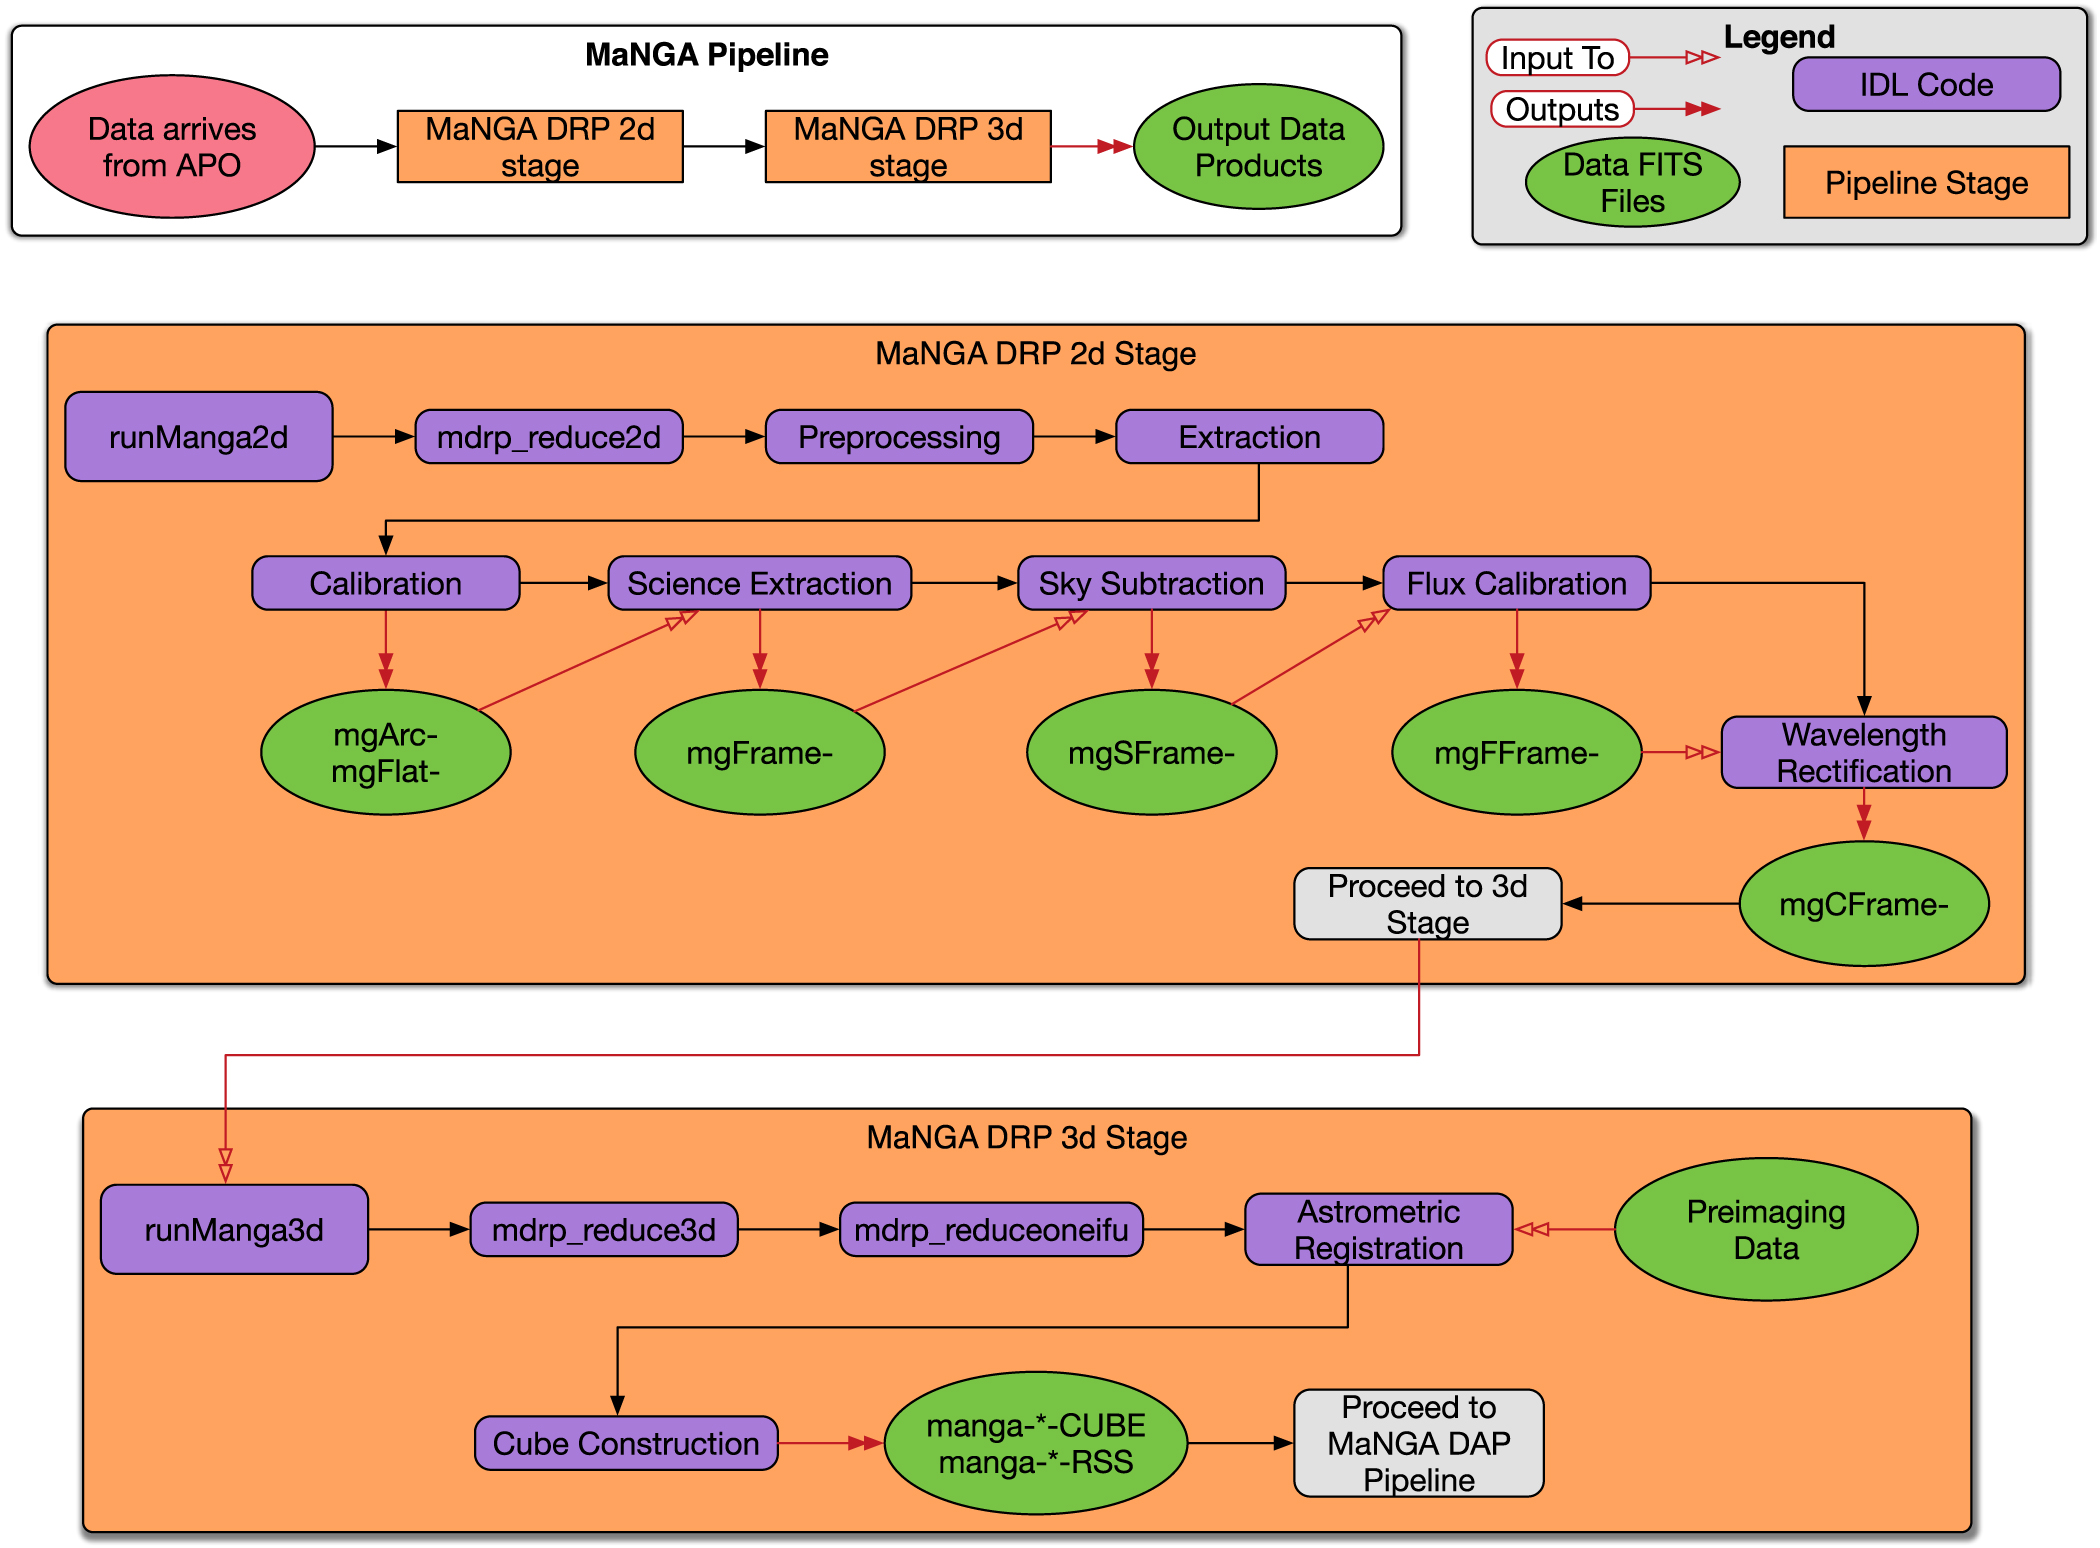 MaNGA Pipeline
Data arrives
from APO
MaNGA DRP 2d
stage
MaNGA DRP 3d
stage
Output Data
Products
Legend
Input To
Outputs
IDL Code
Data FITS
Files
Pipeline Stage
MaNGA DRP 2d Stage
runManga2d
mdrp_reduce2d
Preprocessing
Extraction
Calibration
Science Extraction
Sky Subtraction
Flux Calibration
mgArc-
mgFlat-
mgFrame-
mgSFrame-
mgFFrame-
Wavelength
Rectification
Proceed to 3d
Stage
mgCFrame-
MaNGA DRP 3d Stage
runManga3d
mdrp_reduce3d
mdrp_reduceoneifu
Astrometric
Registration
Preimaging
Data
Cube Construction
manga-*-CUBE
manga-*-RSS
Proceed to
MaNGA DAP
Pipeline